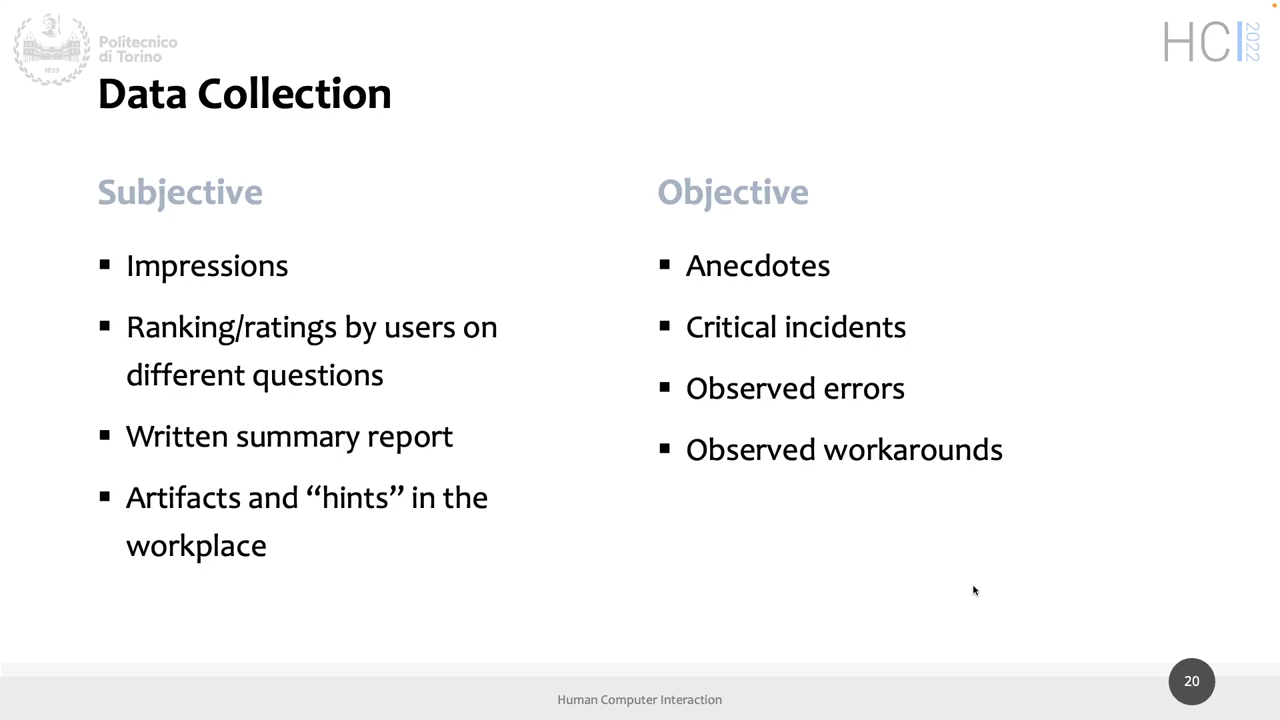 Politecnico
di Torino
1859
HCI 2022
Data Collection
Subjective
▪ Impressions
▪ Ranking/ratings by users on
different questions
▪ Written summary report
▪ Artifacts and “hints” in the
workplace
Objective
▪ Anecdotes
▪ Critical incidents
▪ Observed errors
▪ Observed workarounds
Human Computer Interaction
20